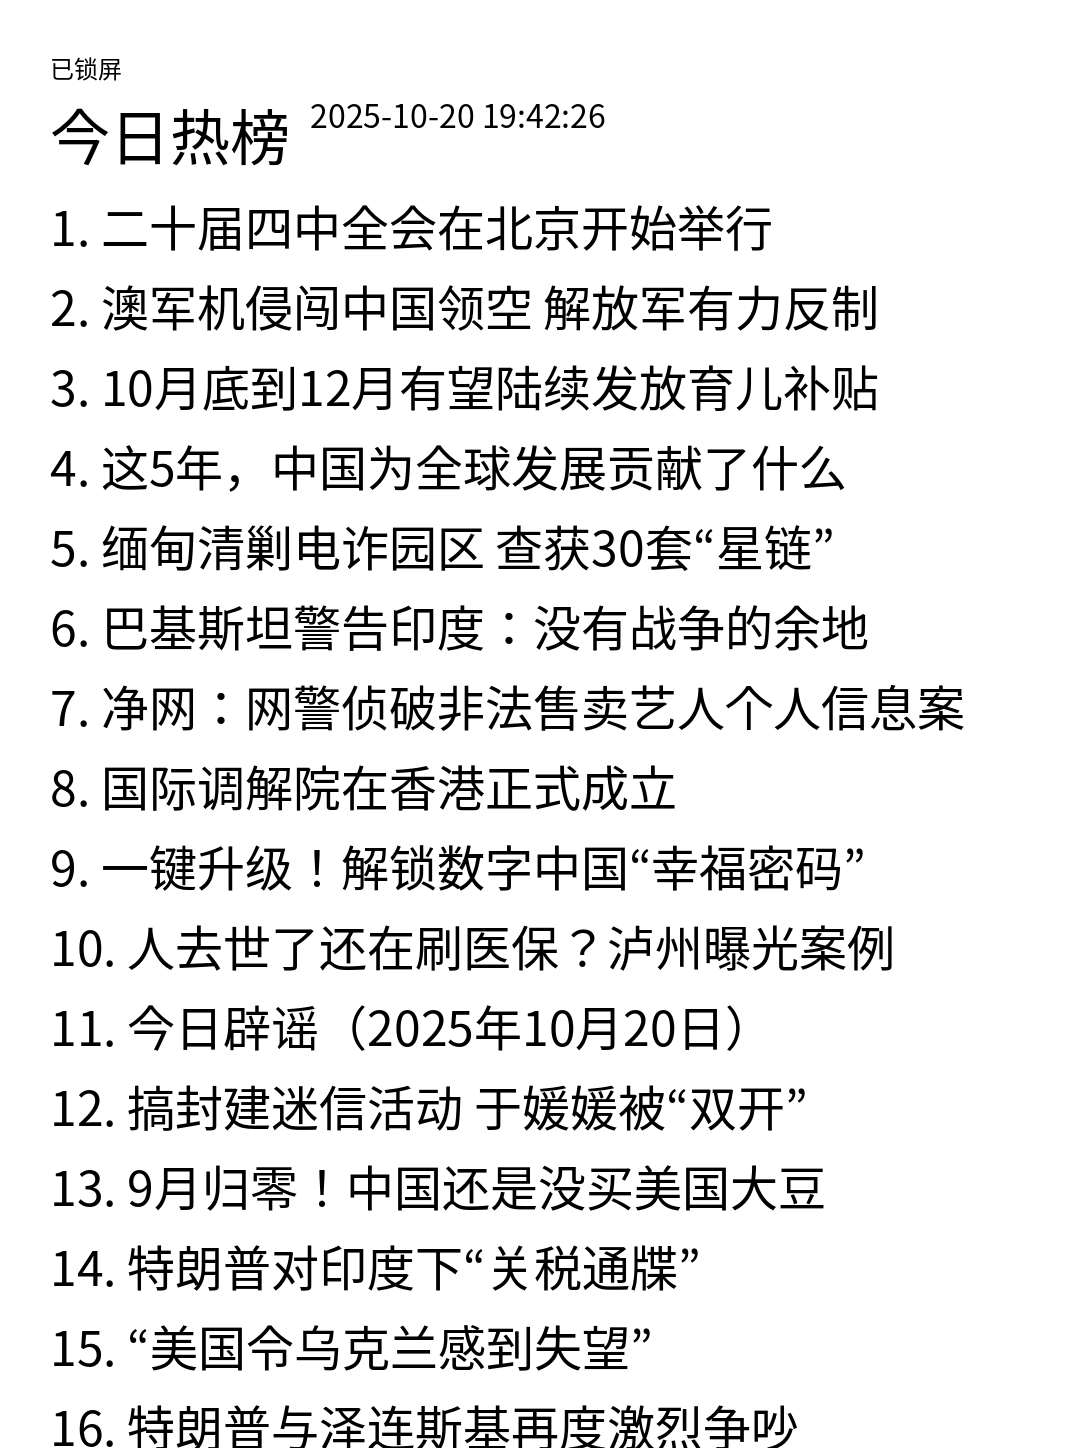 已锁屏
今日热榜 2025-10-20 19:42:26
1. 二十届四中全会在北京开始举行
2. 澳军机侵闯中国领空 解放军有力反制
3. 10月底到12月有望陆续发放育儿补贴
4. 这5年，中国为全球发展贡献了什么
5. 缅甸清剿电诈园区 查获30套“星链”
6. 巴基斯坦警告印度：没有战争的余地
7. 净网：网警侦破非法售卖艺人个人信息案
8. 国际调解院在香港正式成立
9. 一键升级！解锁数字中国“幸福密码”
10. 人去世了还在刷医保？泸州曝光案例
11. 今日辟谣（2025年10月20日）
12. 搞封建迷信活动 于媛媛被“双开”
13. 9月归零！中国还是没买美国大豆
14. 特朗普对印度下“关税通牒”
15. “美国令乌克兰感到失望”
16. 特朗普与泽连斯基再度激烈争吵